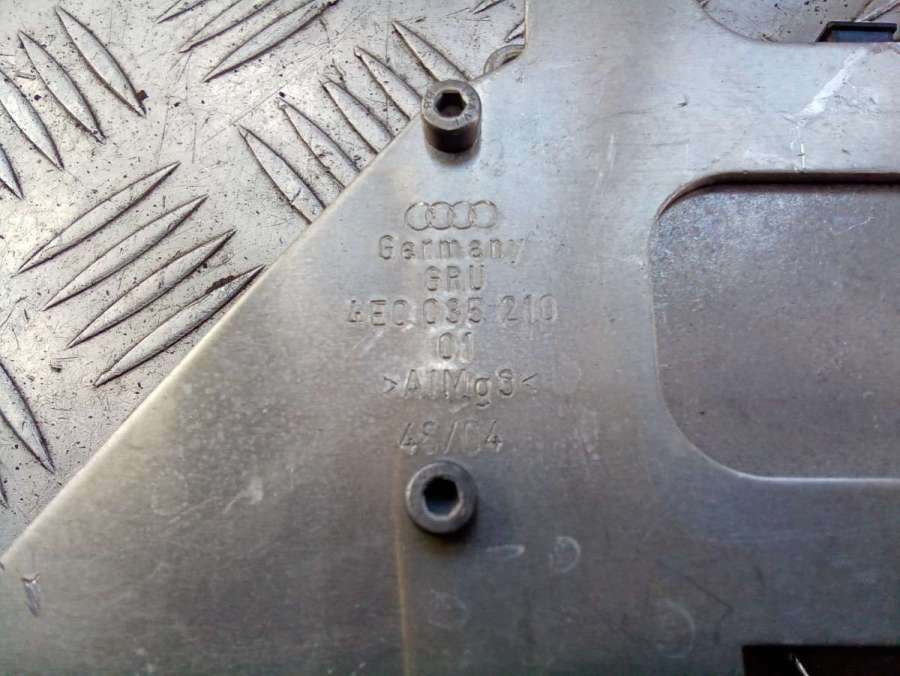 Germany
GRU
4E0 035 210
01
>AlMg3<
48/04